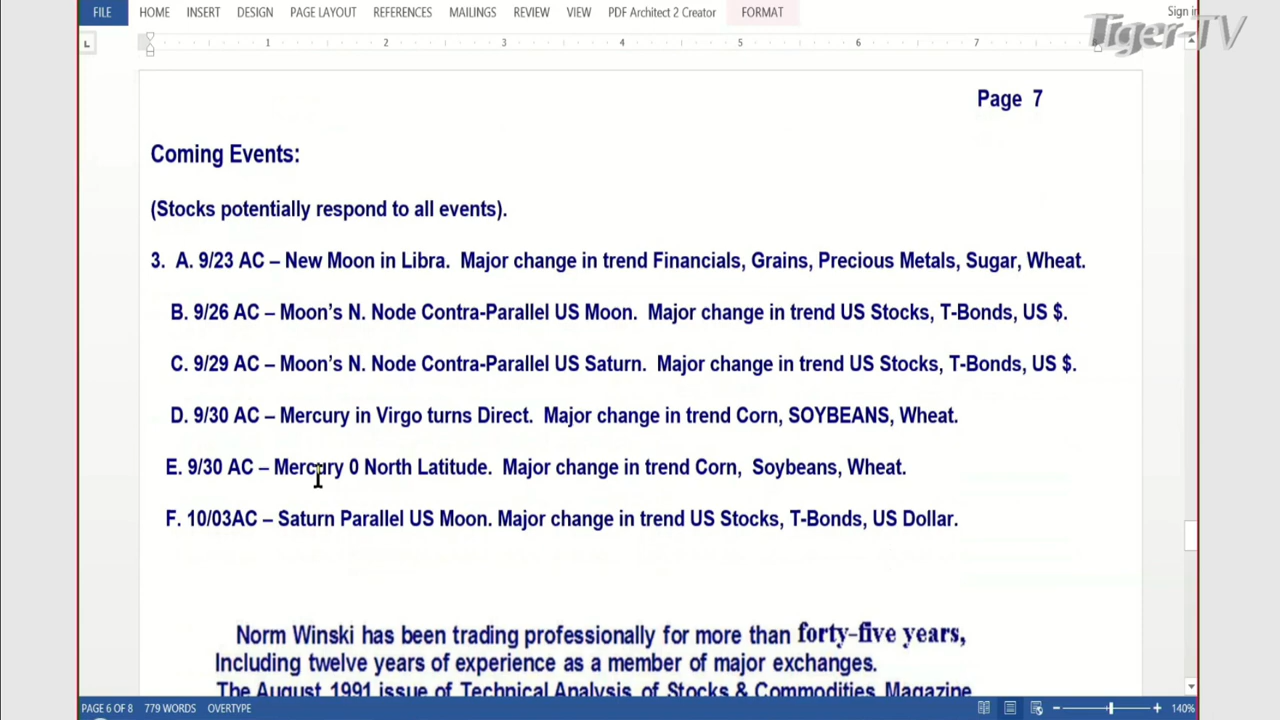 FILE HOME INSERT DESIGN PAGE LAYOUT REFERENCES MAILINGS REVIEW VIEW PDF Architect 2 Creator FORMAT Sign in
Tiger-TV
L 1 2 3 4 5 6 7
Page 7
Coming Events:
(Stocks potentially respond to all events).
3. A. 9/23 AC – New Moon in Libra. Major change in trend Financials, Grains, Precious Metals, Sugar, Wheat.
B. 9/26 AC – Moon's N. Node Contra-Parallel US Moon. Major change in trend US Stocks, T-Bonds, US $.
C. 9/29 AC – Moon's N. Node Contra-Parallel US Saturn. Major change in trend US Stocks, T-Bonds, US $.
D. 9/30 AC – Mercury in Virgo turns Direct. Major change in trend Corn, SOYBEANS, Wheat.
E. 9/30 AC – Mercury 0 North Latitude. Major change in trend Corn, Soybeans, Wheat.
F. 10/03AC – Saturn Parallel US Moon. Major change in trend US Stocks, T-Bonds, US Dollar.
Norm Winski has been trading professionally for more than forty-five years,
Including twelve years of experience as a member of major exchanges.
The August 1991 issue of Technical Analysis of Stocks & Commodities Magazine
PAGE 6 OF 8 779 WORDS OVERTYPE 140%